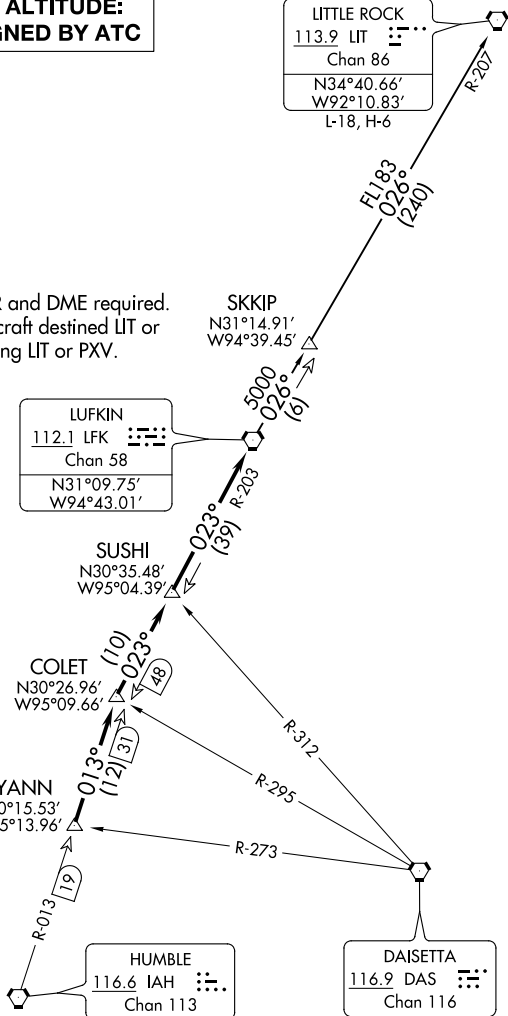 ALTITUDE:
GNED BY ATC
LITTLE ROCK
113.9 LIT
Chan 86
N34°40.66'
W92°10.83'
L-18, H-6
R-207
FL183
026°
(240)
R and DME required.
craft destined LIT or
ng LIT or PXV.
SKKIP
N31°14.91'
W94°39.45'
5000
026°
(6)
LUFKIN
112.1 LFK
Chan 58
N31°09.75'
W94°43.01'
R-203
023°
(39)
SUSHI
N30°35.48'
W95°04.39'
(10)
023°
48
COLET
N30°26.96'
W95°09.66'
R-312
013°
(12)
31
R-295
YANN
0°15.53'
5°13.96'
R-273
R-013
19
HUMBLE
116.6 IAH
Chan 113
DAISETTA
116.9 DAS
Chan 116